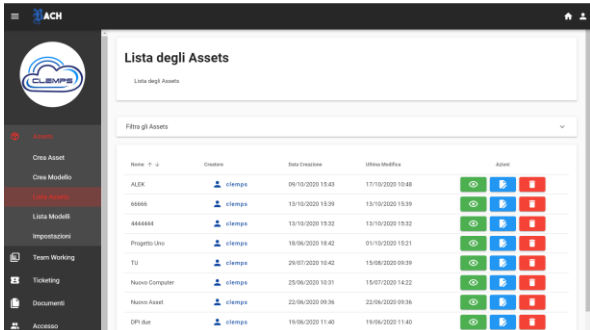 BACH
CLEMPS
Lista degli Assets
Lista degli Assets
Filtra gli Assets
Assets
Crea Asset
Crea Modello
Lista Assets
Lista Modelli
Impostazioni
Team Working
Ticketing
Documenti
Accesso
Nome ↑ ↓ Creatore Data Creazione Ultima Modifica Azioni
ALEK clemps 09/10/2020 15:43 17/10/2020 10:48
66666 clemps 13/10/2020 15:39 13/10/2020 15:39
4444444 clemps 13/10/2020 15:32 13/10/2020 15:32
Progetto Uno clemps 18/06/2020 18:42 01/10/2020 15:21
TU clemps 29/07/2020 10:42 15/08/2020 09:39
Nuovo Computer clemps 25/06/2020 10:31 15/07/2020 14:22
Nuovo Asset clemps 22/06/2020 09:36 22/06/2020 09:36
DPI due clemps 19/06/2020 11:40 19/06/2020 11:40